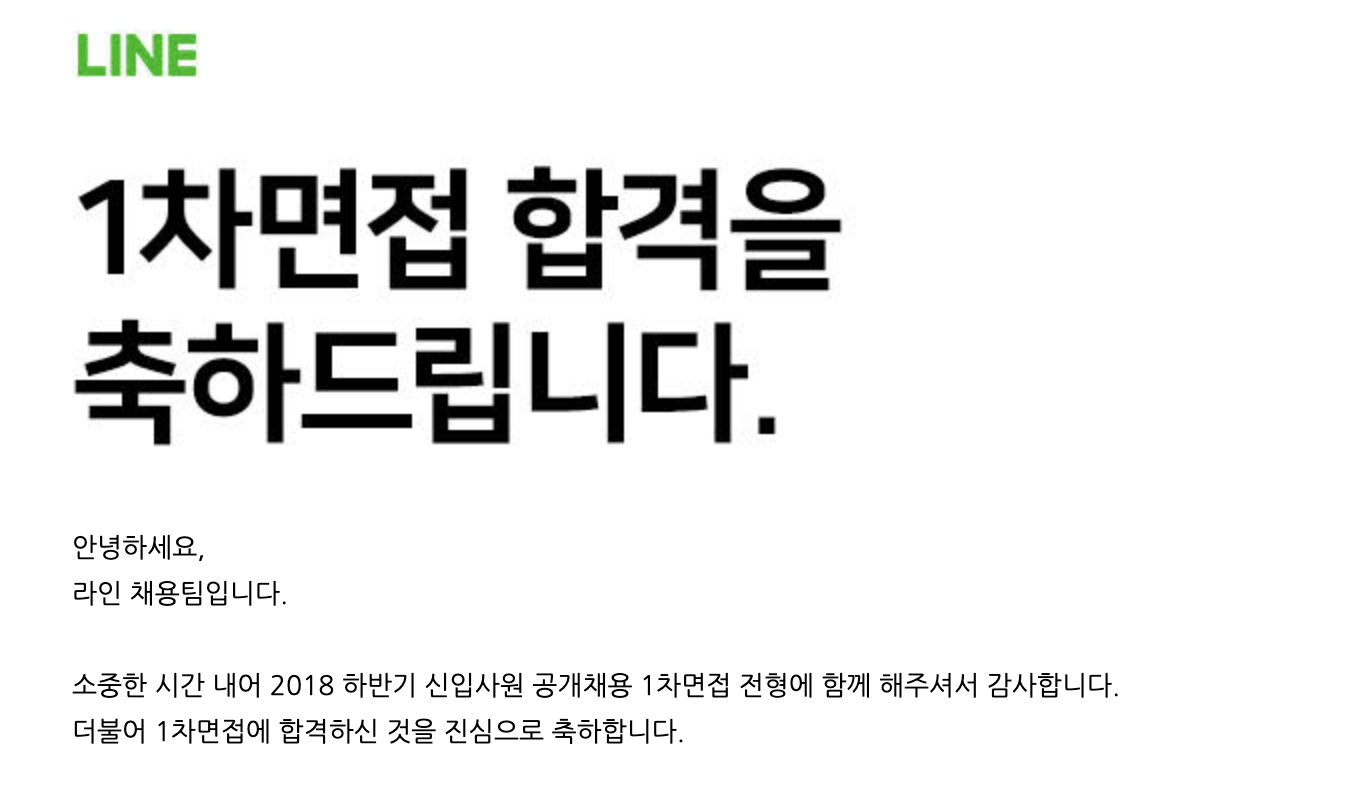 LINE
1차면접 합격을
축하드립니다.
안녕하세요,
라인 채용팀입니다.
소중한 시간 내어 2018 하반기 신입사원 공개채용 1차면접 전형에 함께 해주셔서 감사합니다.
더불어 1차면접에 합격하신 것을 진심으로 축하합니다.